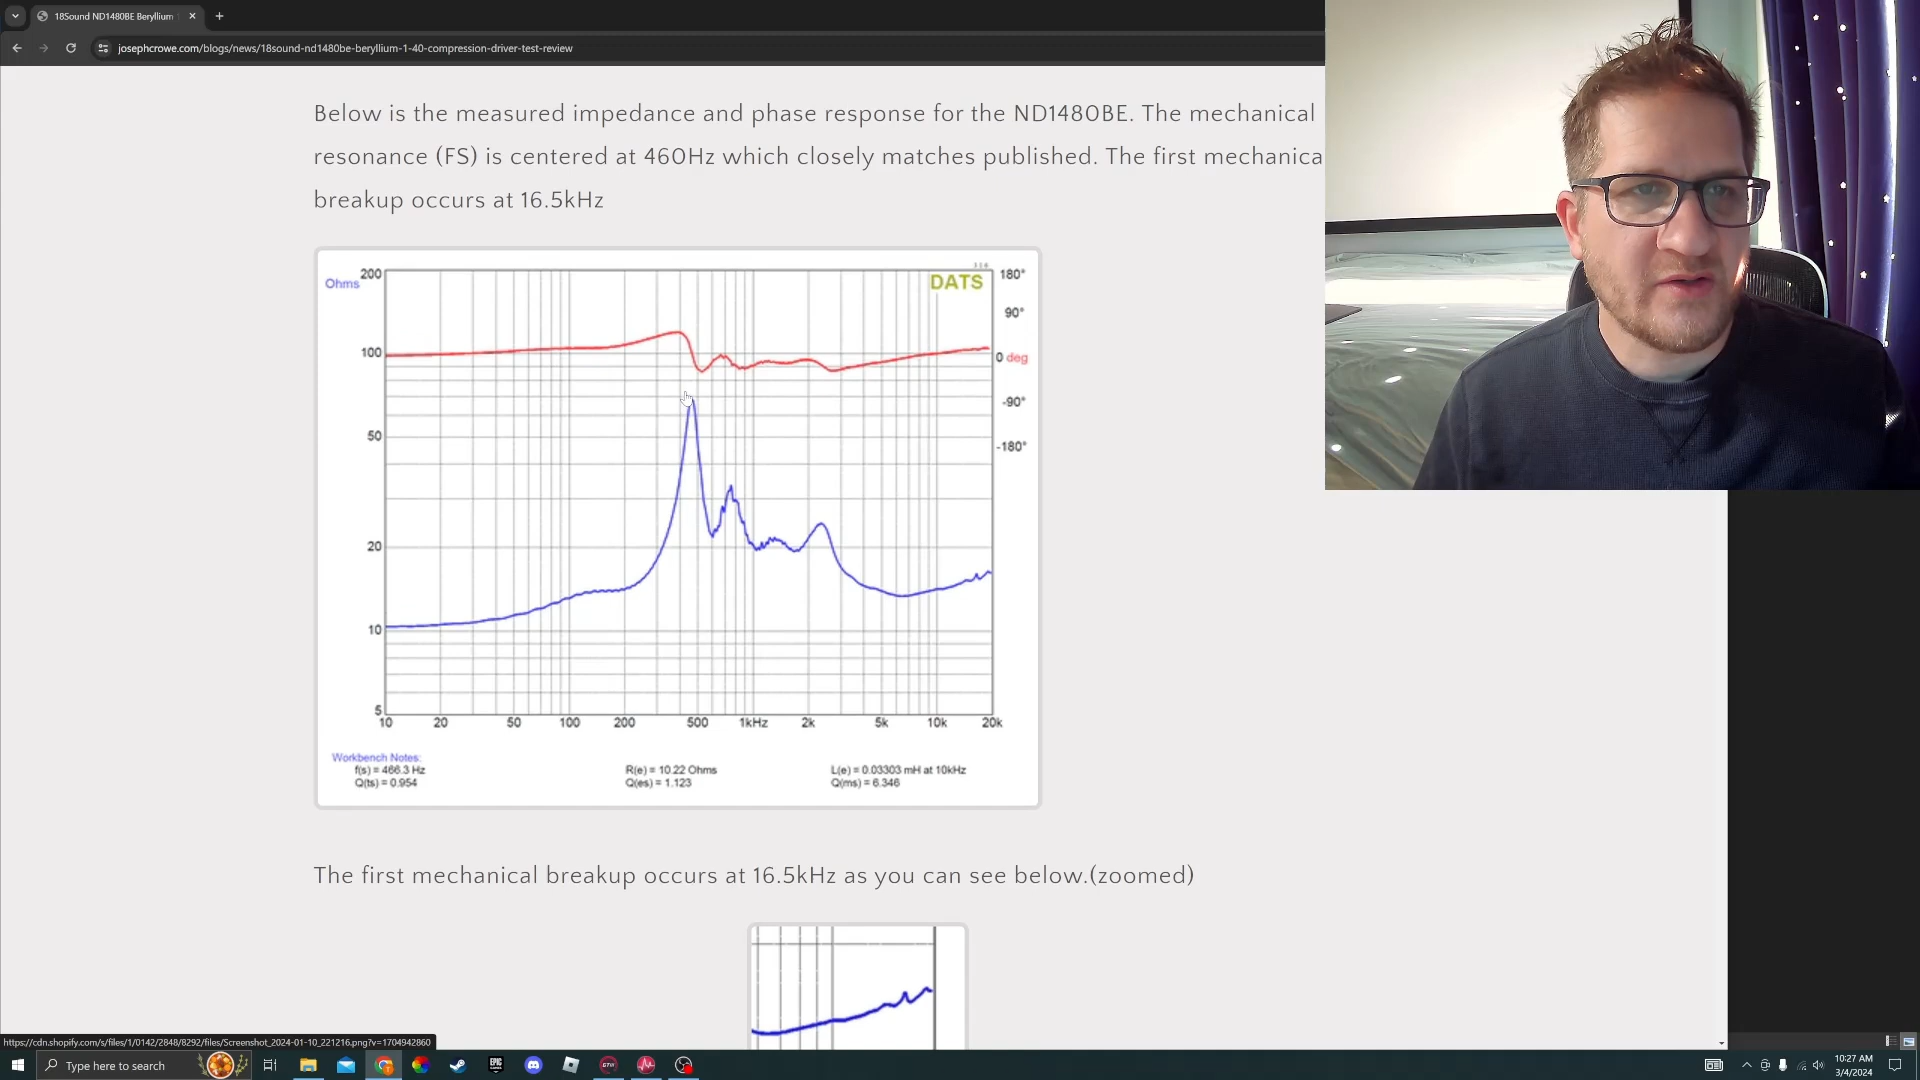 18Sound ND1480BE Beryllium
josephcrowe.com/blogs/news/18sound-nd1480be-beryllium-1-40-compression-driver-test-review
Below is the measured impedance and phase response for the ND1480BE. The mechanical
resonance (FS) is centered at 460Hz which closely matches published. The first mechanica
breakup occurs at 16.5kHz
Ohms
200
100
50
20
10
5
DATS
180°
90°
0 deg
-90°
-180°
10 20 50 100 200 500 1kHz 2k 5k 10k 20k
Workbench Notes:
f(s) = 466.3 Hz R(e) = 10.22 Ohms L(e) = 0.03303 mH at 10kHz
Q(ts) = 0.954 Q(es) = 1.123 Q(ms) = 6.346
The first mechanical breakup occurs at 16.5kHz as you can see below.(zoomed)
https://cdn.shopify.com/s/files/1/0142/2848/8292/files/Screenshot_2024-01-10_221216.png?v=1704942860
Type here to search
EPIC
10:27 AM
3/4/2024